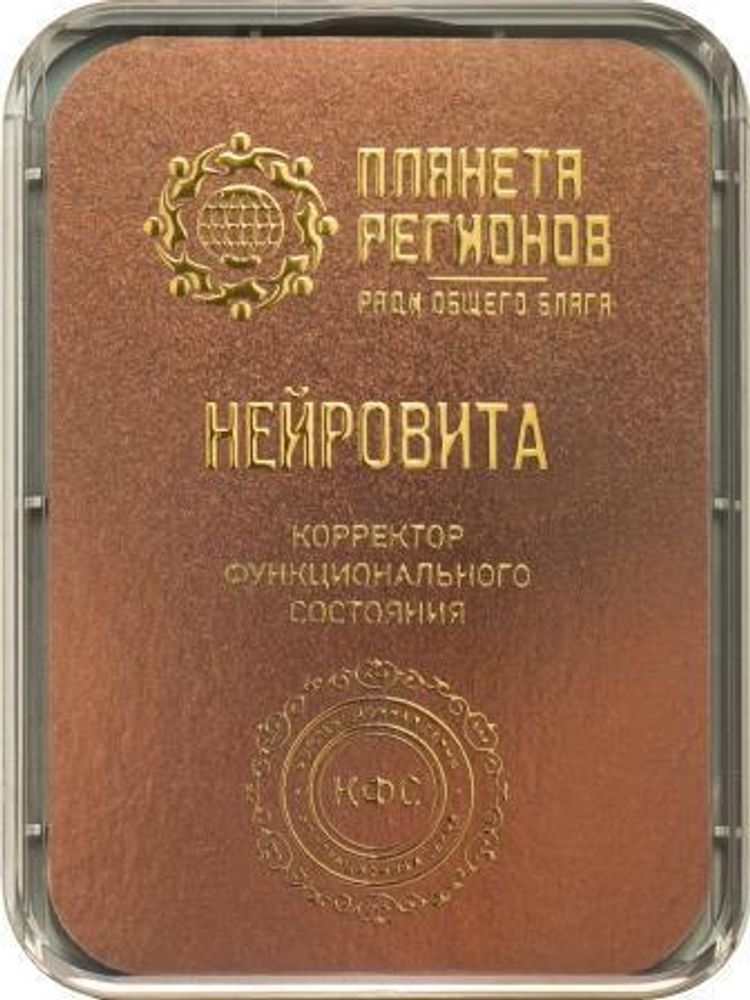 ПЛАНЕТА
РЕГИОНОВ
РАДИ ОБЩЕГО БЛАГА
НЕЙРОВИТА
КОРРЕКТОР
ФУНКЦИОНАЛЬНОГО
СОСТОЯНИЯ
КФС